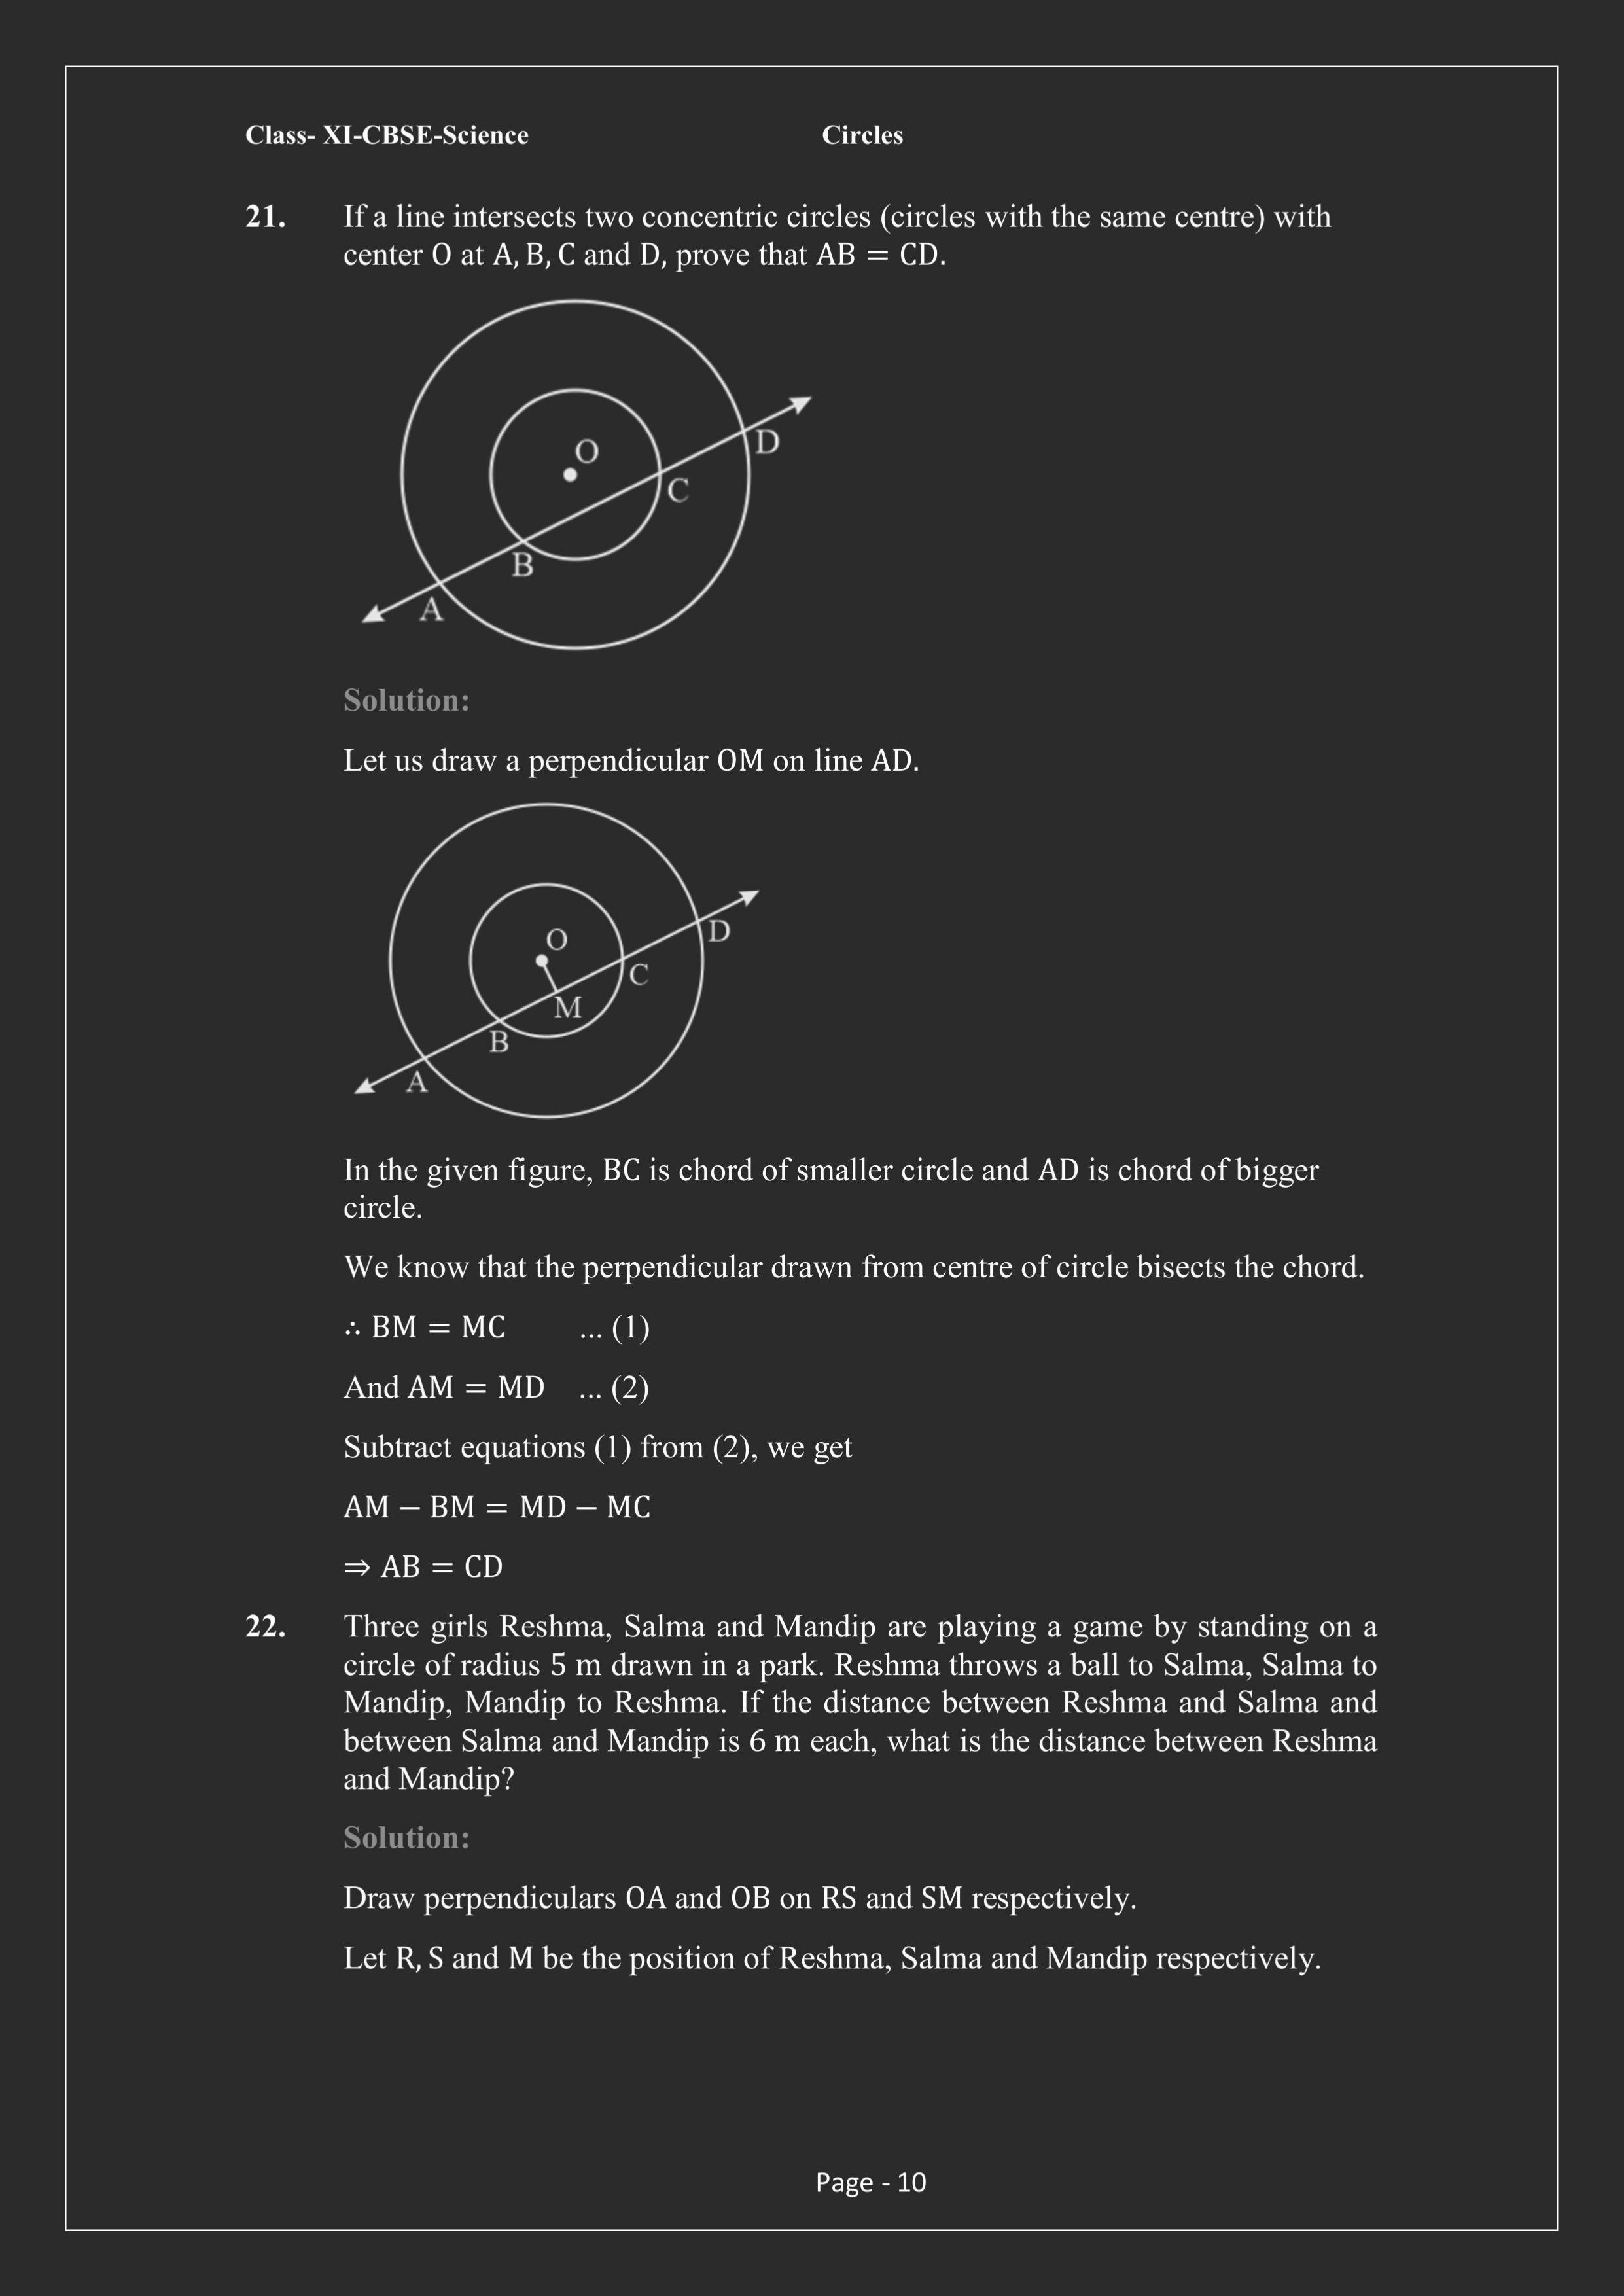 Class- XI-CBSE-Science Circles
21. If a line intersects two concentric circles (circles with the same centre) with
center O at A, B, C and D, prove that AB = CD.
O
D
C
B
A
Solution:
Let us draw a perpendicular OM on line AD.
O
D
C
M
B
A
In the given figure, BC is chord of smaller circle and AD is chord of bigger
circle.
We know that the perpendicular drawn from centre of circle bisects the chord.
∴ BM = MC ... (1)
And AM = MD ... (2)
Subtract equations (1) from (2), we get
AM − BM = MD − MC
⇒ AB = CD
22. Three girls Reshma, Salma and Mandip are playing a game by standing on a
circle of radius 5 m drawn in a park. Reshma throws a ball to Salma, Salma to
Mandip, Mandip to Reshma. If the distance between Reshma and Salma and
between Salma and Mandip is 6 m each, what is the distance between Reshma
and Mandip?
Solution:
Draw perpendiculars OA and OB on RS and SM respectively.
Let R, S and M be the position of Reshma, Salma and Mandip respectively.
Page - 10